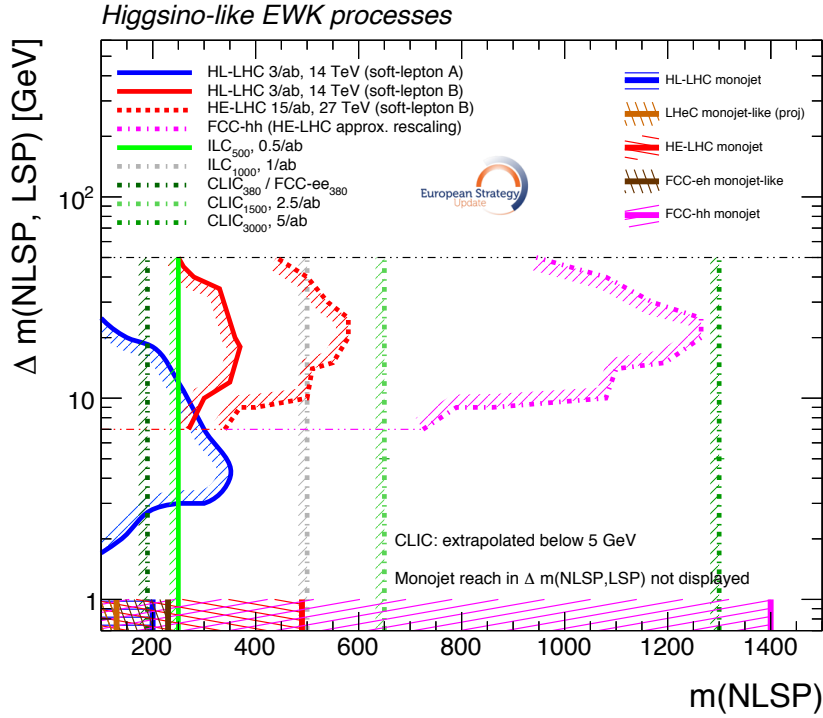 Higgsino-like EWK processes
Δ m(NLSP, LSP) [GeV]
HL-LHC 3/ab, 14 TeV (soft-lepton A)
HL-LHC 3/ab, 14 TeV (soft-lepton B)
HE-LHC 15/ab, 27 TeV (soft-lepton B)
FCC-hh (HE-LHC approx. rescaling)
ILC500, 0.5/ab
ILC1000, 1/ab
CLIC380 / FCC-ee380
CLIC1500, 2.5/ab
CLIC3000, 5/ab
HL-LHC monojet
LHeC monojet-like (proj)
HE-LHC monojet
FCC-eh monojet-like
FCC-hh monojet
European Strategy
Update
10²
10
1
CLIC: extrapolated below 5 GeV
Monojet reach in Δ m(NLSP,LSP) not displayed
200 400 600 800 1000 1200 1400
m(NLSP)